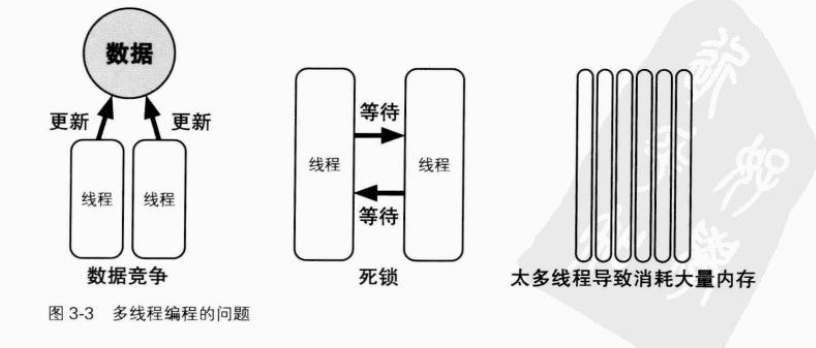 数据
更新 更新
线程 线程
数据竞争
等待
线程 线程
等待
死锁
太多线程导致消耗大量内存
图 3-3 多线程编程的问题